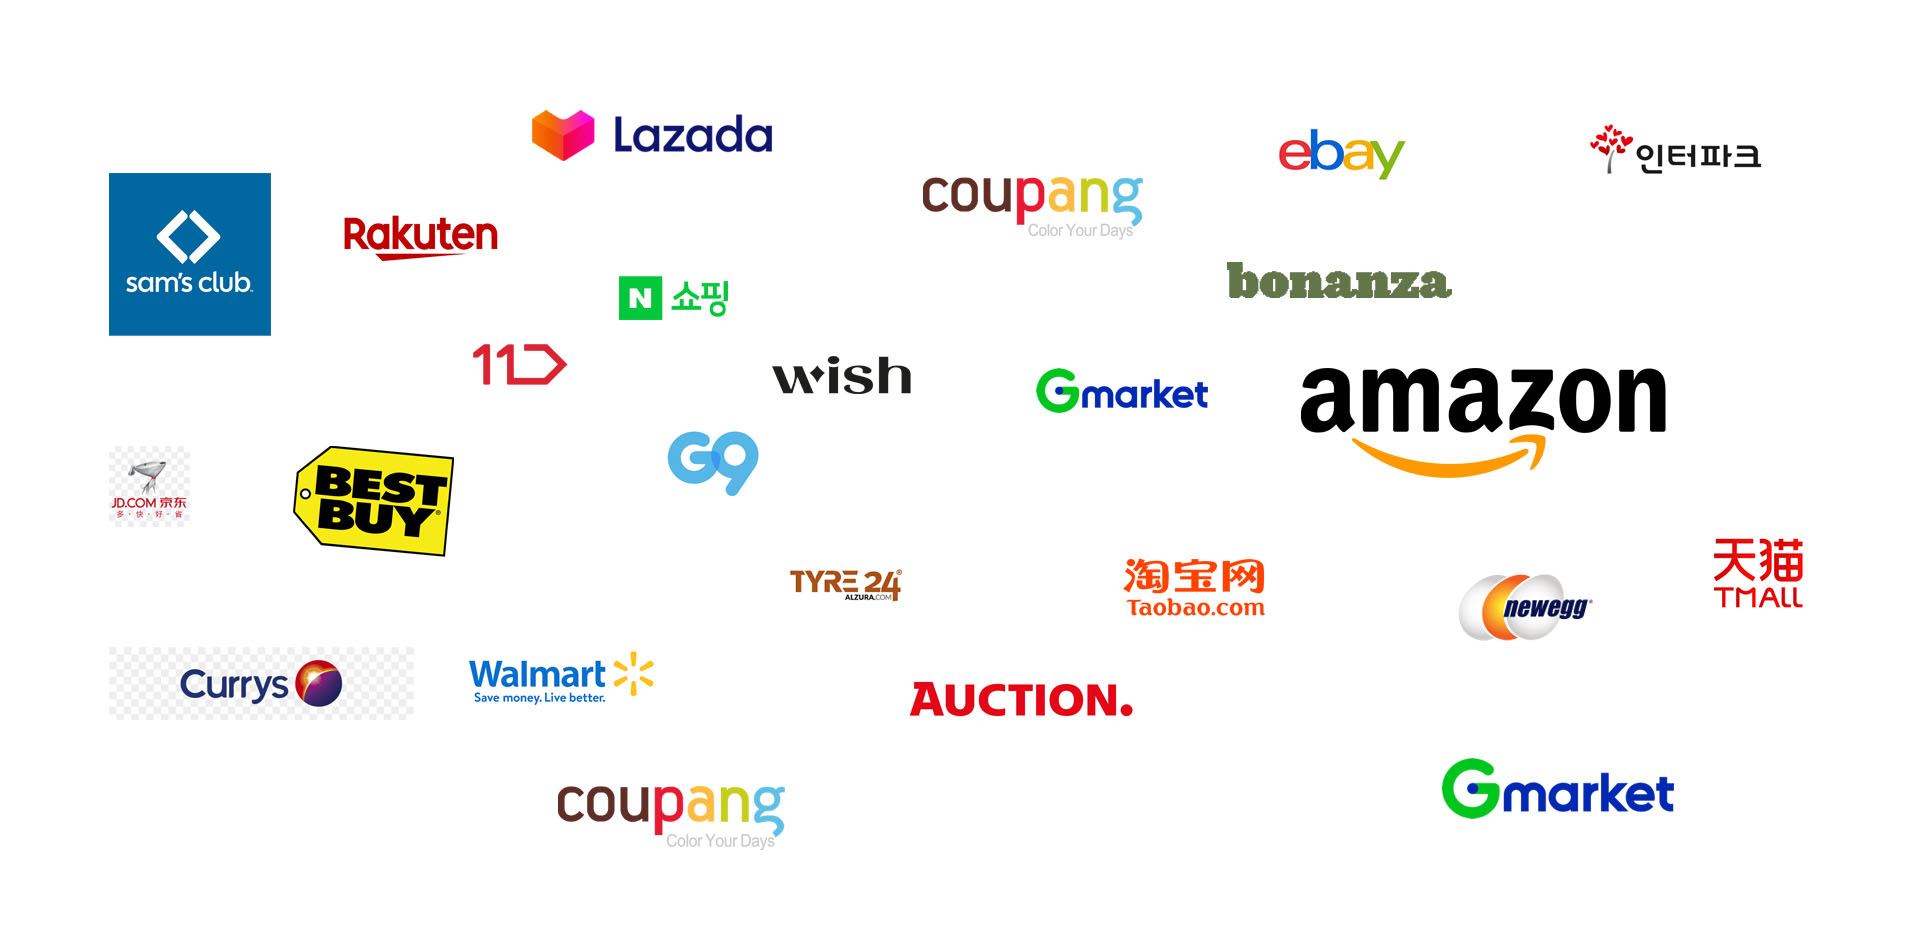 Lazada
ebay
인터파크
coupang
Color Your Days
sam's club
Rakuten
N 쇼핑
bonanza
11
wish
Gmarket
amazon
G9
JD.COM 京东
多·快·好·省
BEST
BUY
TYRE 24
ALZURA.COM
淘宝网
Taobao.com
newegg
天猫
TMALL
Currys
Walmart
Save money. Live better.
AUCTION.
coupang
Color Your Days
Gmarket